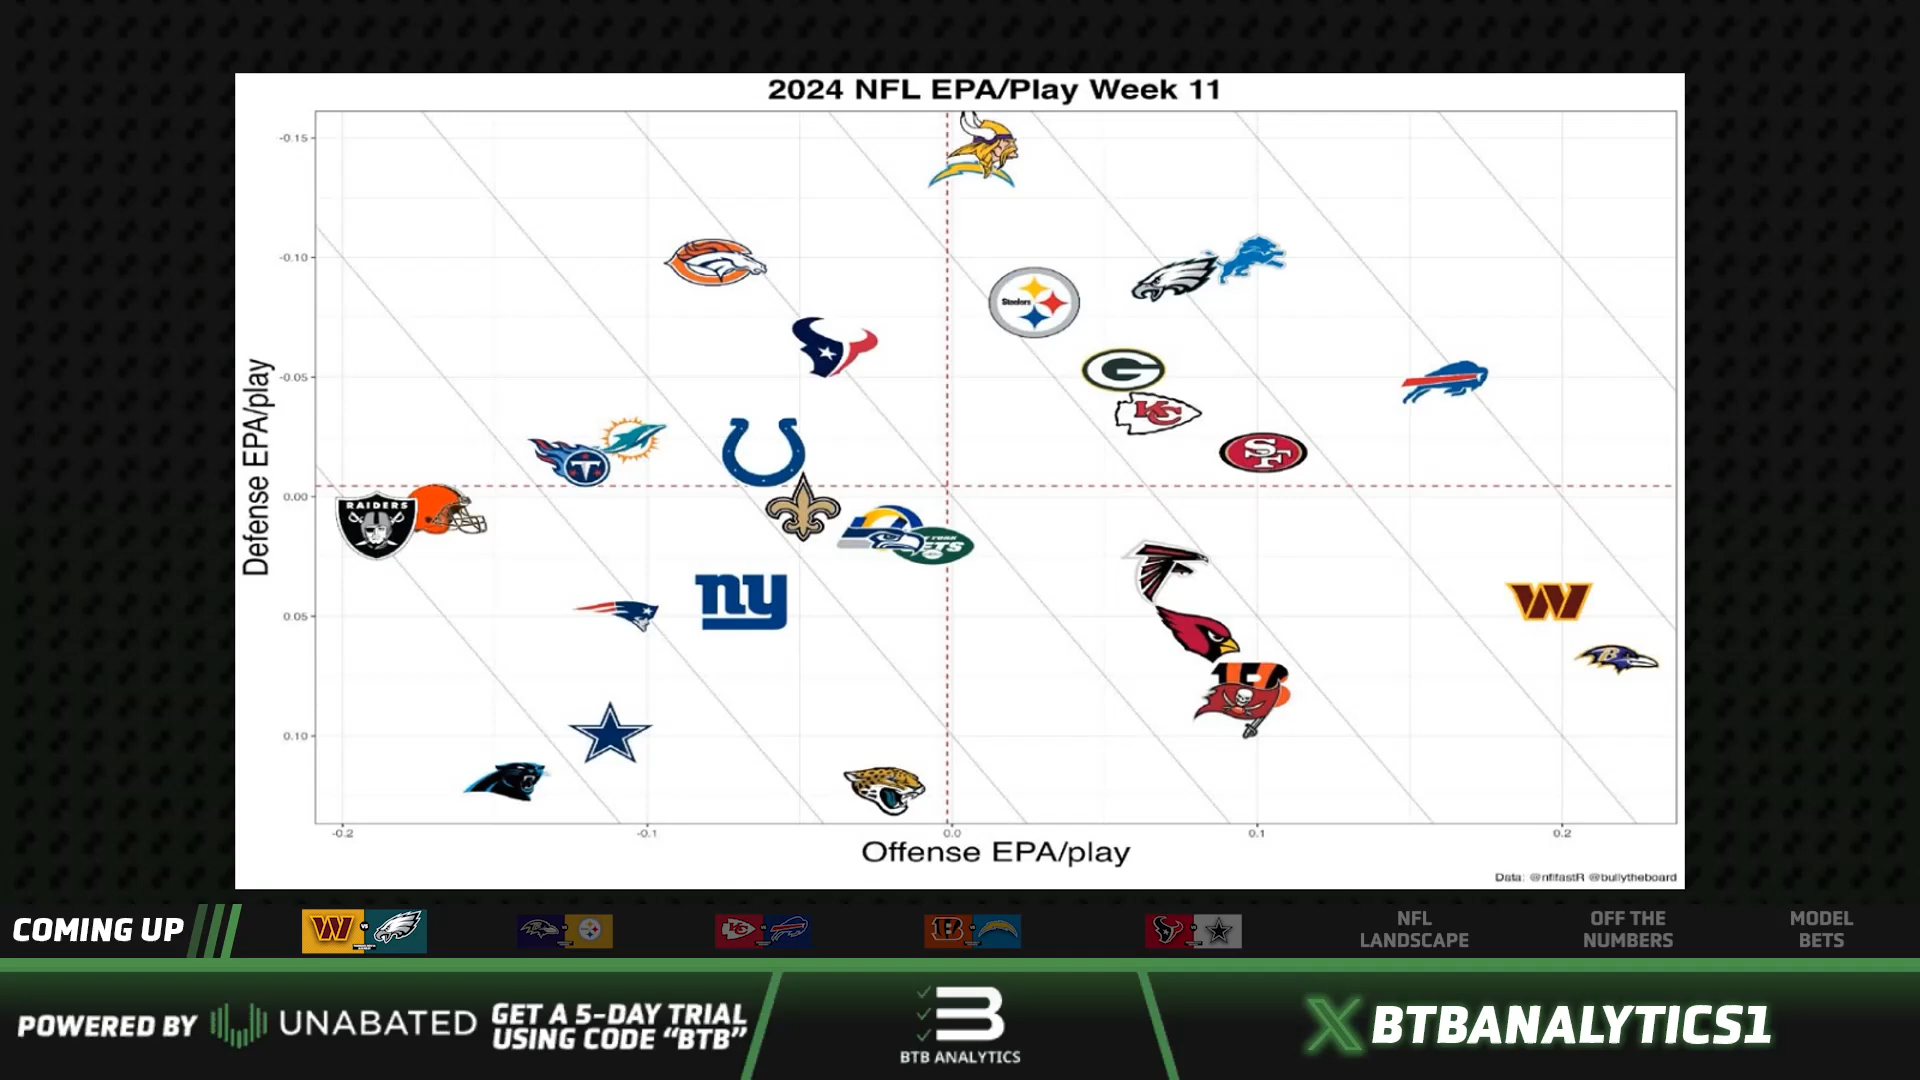 2024 NFL EPA/Play Week 11
Defense EPA/play
-0.15
-0.10
-0.05
0.00
0.05
0.10
Steelers
RAIDERS
T
G
KC
SF
ny
W
B
-0.2
-0.1
0.0
0.1
0.2
Offense EPA/play
Data: @nflfastR @bullytheboard
COMING UP
NFL
LANDSCAPE
OFF THE
NUMBERS
MODEL
BETS
POWERED BY
UNABATED
GET A 5-DAY TRIAL
USING CODE “BTB”
BTB ANALYTICS
X BTBANALYTICS1